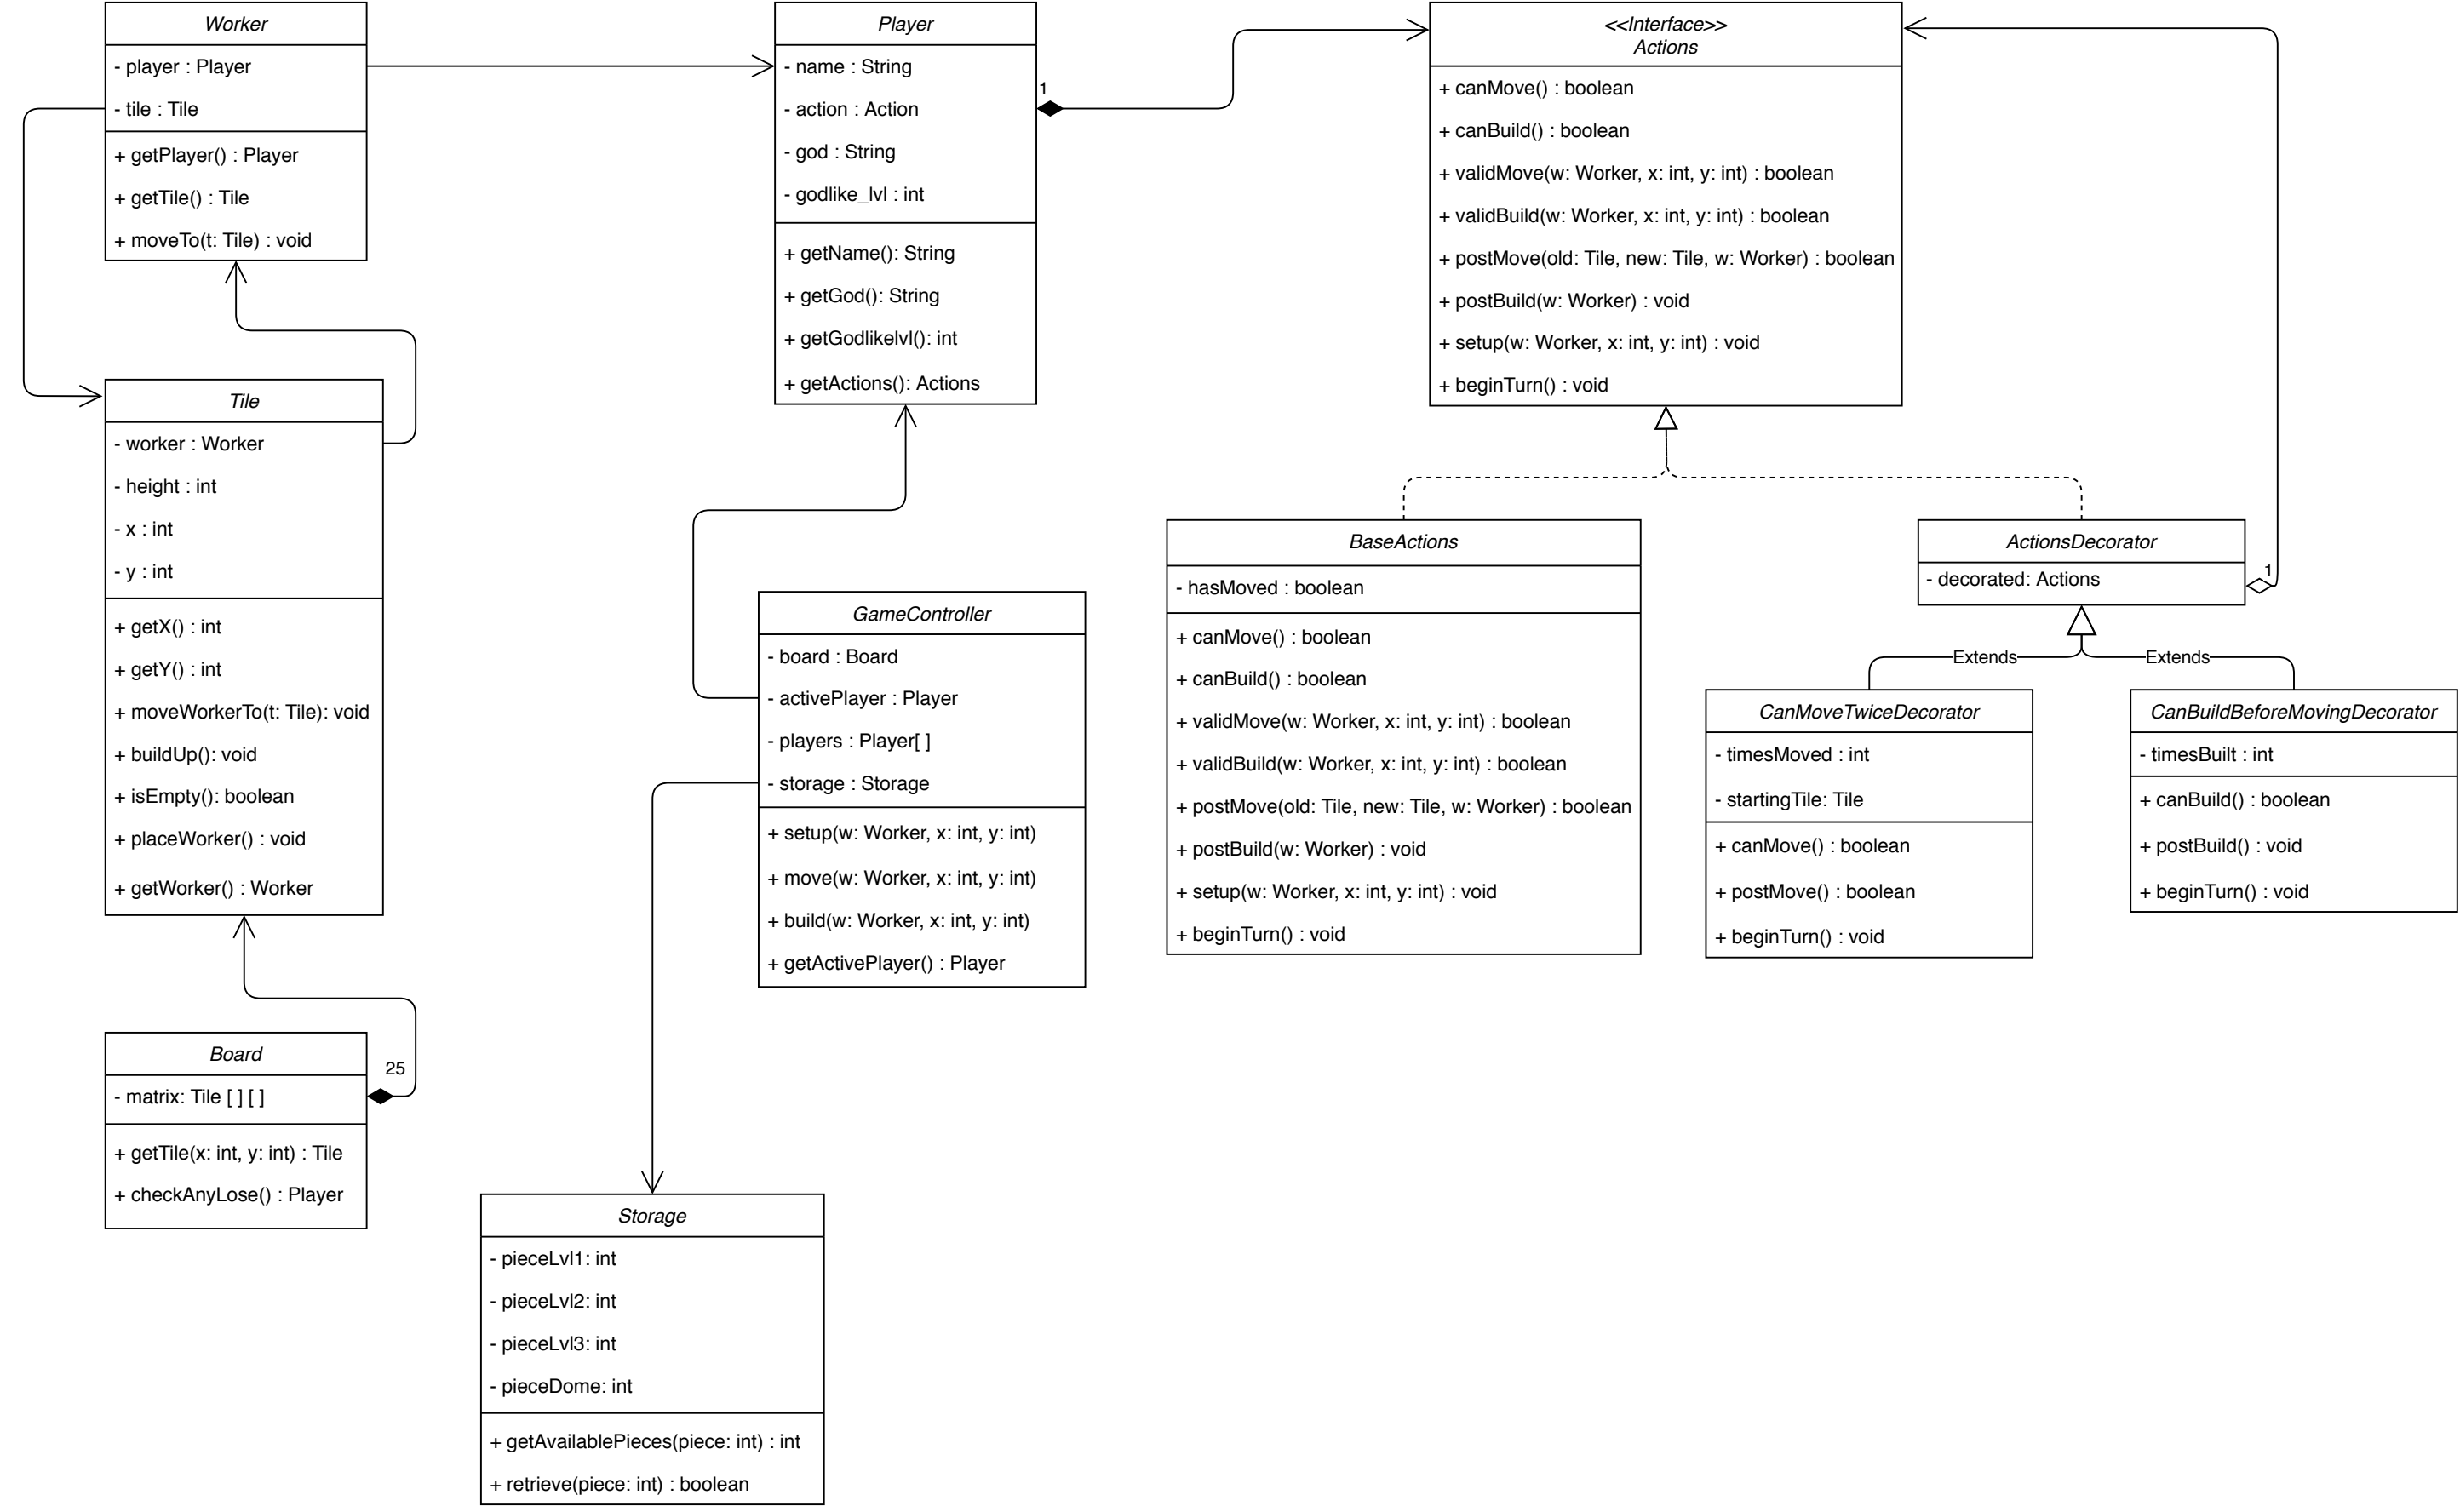 Worker
- player : Player
- tile : Tile
+ getPlayer() : Player
+ getTile() : Tile
+ moveTo(t: Tile) : void
Player
- name : String
- action : Action
- god : String
- godlike_lvl : int
+ getName(): String
+ getGod(): String
+ getGodlikelvl(): int
+ getActions(): Actions
1
<<Interface>>
Actions
+ canMove() : boolean
+ canBuild() : boolean
+ validMove(w: Worker, x: int, y: int) : boolean
+ validBuild(w: Worker, x: int, y: int) : boolean
+ postMove(old: Tile, new: Tile, w: Worker) : boolean
+ postBuild(w: Worker) : void
+ setup(w: Worker, x: int, y: int) : void
+ beginTurn() : void
Tile
- worker : Worker
- height : int
- x : int
- y : int
+ getX() : int
+ getY() : int
+ moveWorkerTo(t: Tile): void
+ buildUp(): void
+ isEmpty(): boolean
+ placeWorker() : void
+ getWorker() : Worker
GameController
- board : Board
- activePlayer : Player
- players : Player[ ]
- storage : Storage
+ setup(w: Worker, x: int, y: int)
+ move(w: Worker, x: int, y: int)
+ build(w: Worker, x: int, y: int)
+ getActivePlayer() : Player
BaseActions
- hasMoved : boolean
+ canMove() : boolean
+ canBuild() : boolean
+ validMove(w: Worker, x: int, y: int) : boolean
+ validBuild(w: Worker, x: int, y: int) : boolean
+ postMove(old: Tile, new: Tile, w: Worker) : boolean
+ postBuild(w: Worker) : void
+ setup(w: Worker, x: int, y: int) : void
+ beginTurn() : void
ActionsDecorator
- decorated: Actions
1
Extends
Extends
CanMoveTwiceDecorator
- timesMoved : int
- startingTile: Tile
+ canMove() : boolean
+ postMove() : boolean
+ beginTurn() : void
CanBuildBeforeMovingDecorator
- timesBuilt : int
+ canBuild() : boolean
+ postBuild() : void
+ beginTurn() : void
Board
- matrix: Tile [ ] [ ]
+ getTile(x: int, y: int) : Tile
+ checkAnyLose() : Player
25
Storage
- pieceLvl1: int
- pieceLvl2: int
- pieceLvl3: int
- pieceDome: int
+ getAvailablePieces(piece: int) : int
+ retrieve(piece: int) : boolean